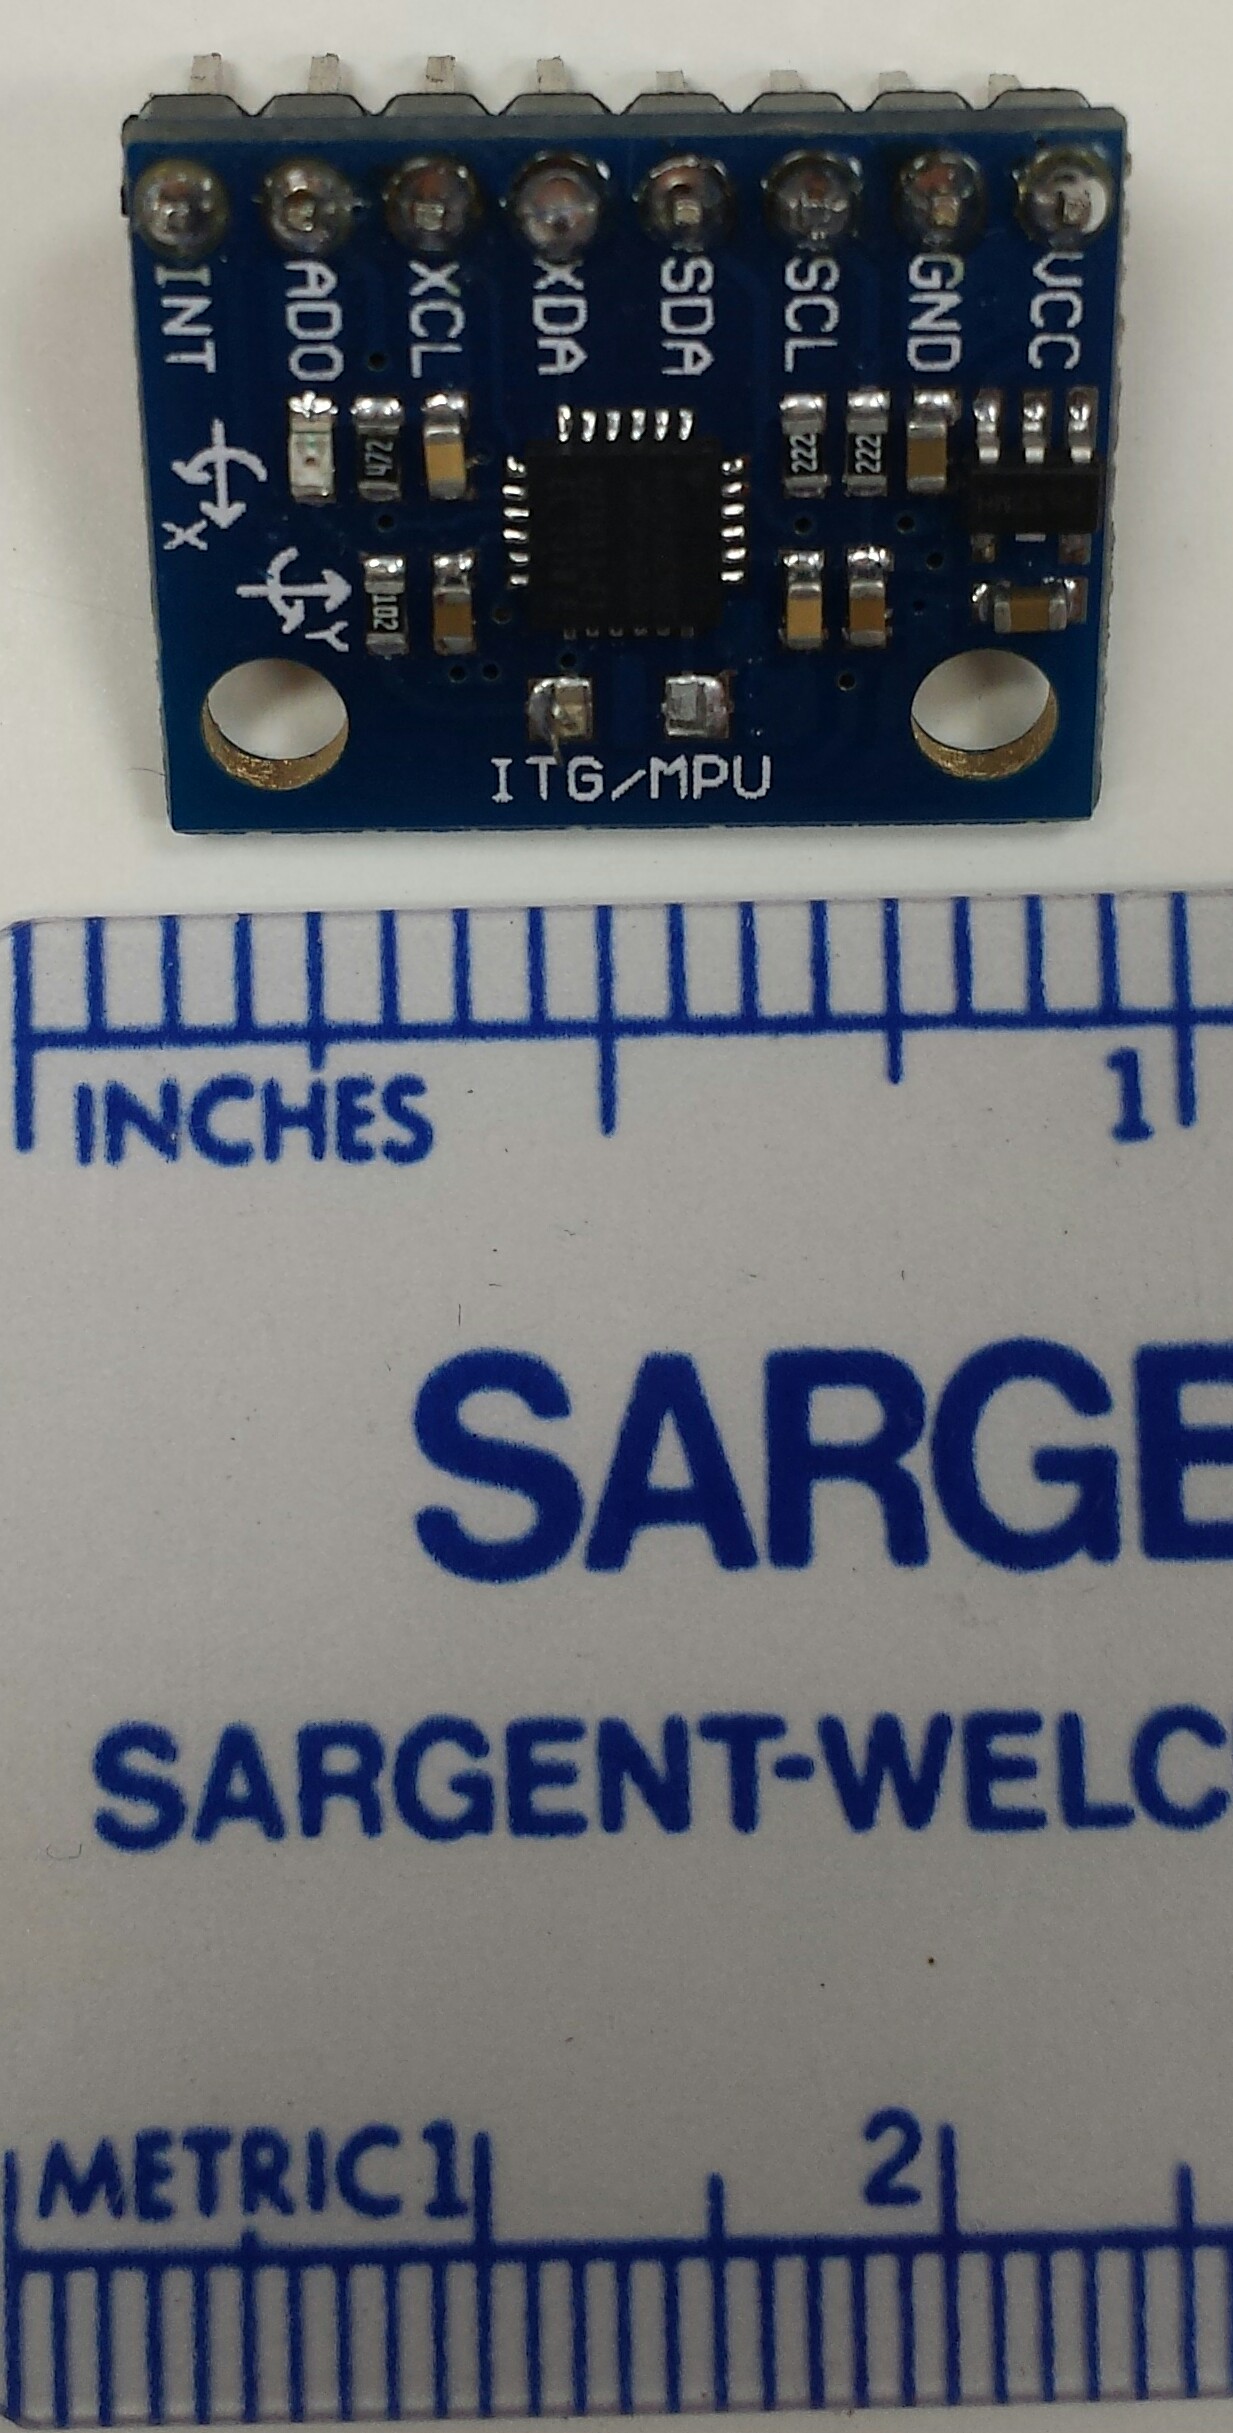 INT AD0 XCL XDA SDA SCL GND VCC
472 222 222
X
102
Y
ITG/MPU
1
INCHES
SARGE
SARGENT-WELC
METRIC 1 2